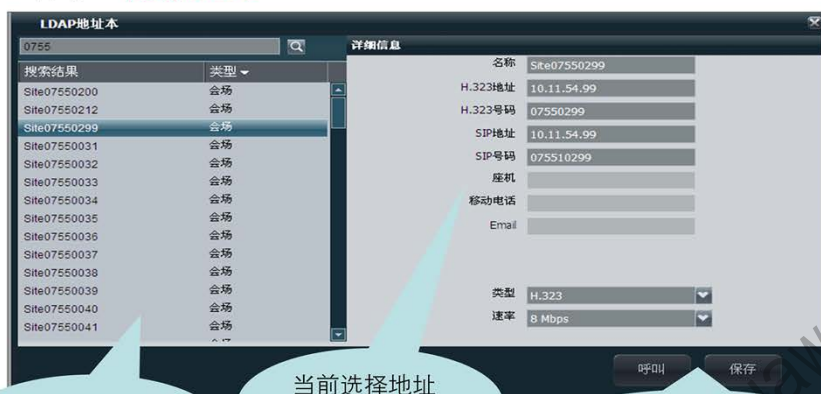 LDAP地址本
0755
详细信息
搜索结果 类型
Site07550200 会场
Site07550212 会场
Site07550299 会场
Site07550031 会场
Site07550032 会场
Site07550033 会场
Site07550034 会场
Site07550035 会场
Site07550036 会场
Site07550037 会场
Site07550038 会场
Site07550039 会场
Site07550040 会场
Site07550041 会场
名称 Site07550299
H.323地址 10.11.54.99
H.323号码 07550299
SIP地址 10.11.54.99
SIP号码 075510299
座机
移动电话
Email
类型 H.323
速率 8 Mbps
呼叫 保存
当前选择地址